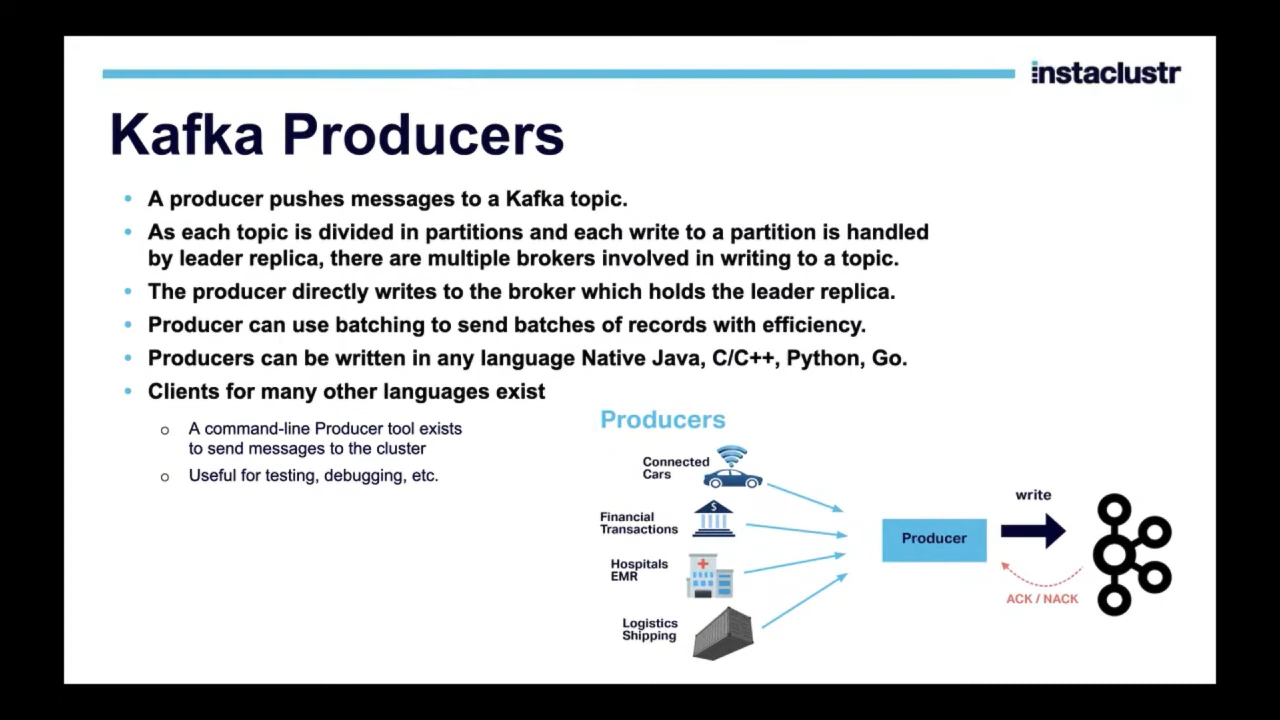 instaclustr
Kafka Producers
• A producer pushes messages to a Kafka topic.
• As each topic is divided in partitions and each write to a partition is handled
by leader replica, there are multiple brokers involved in writing to a topic.
• The producer directly writes to the broker which holds the leader replica.
• Producer can use batching to send batches of records with efficiency.
• Producers can be written in any language Native Java, C/C++, Python, Go.
• Clients for many other languages exist
o A command-line Producer tool exists
to send messages to the cluster
o Useful for testing, debugging, etc.
Producers
Connected
Cars
Financial
Transactions
$
Hospitals
EMR
Logistics
Shipping
Producer
write
ACK / NACK